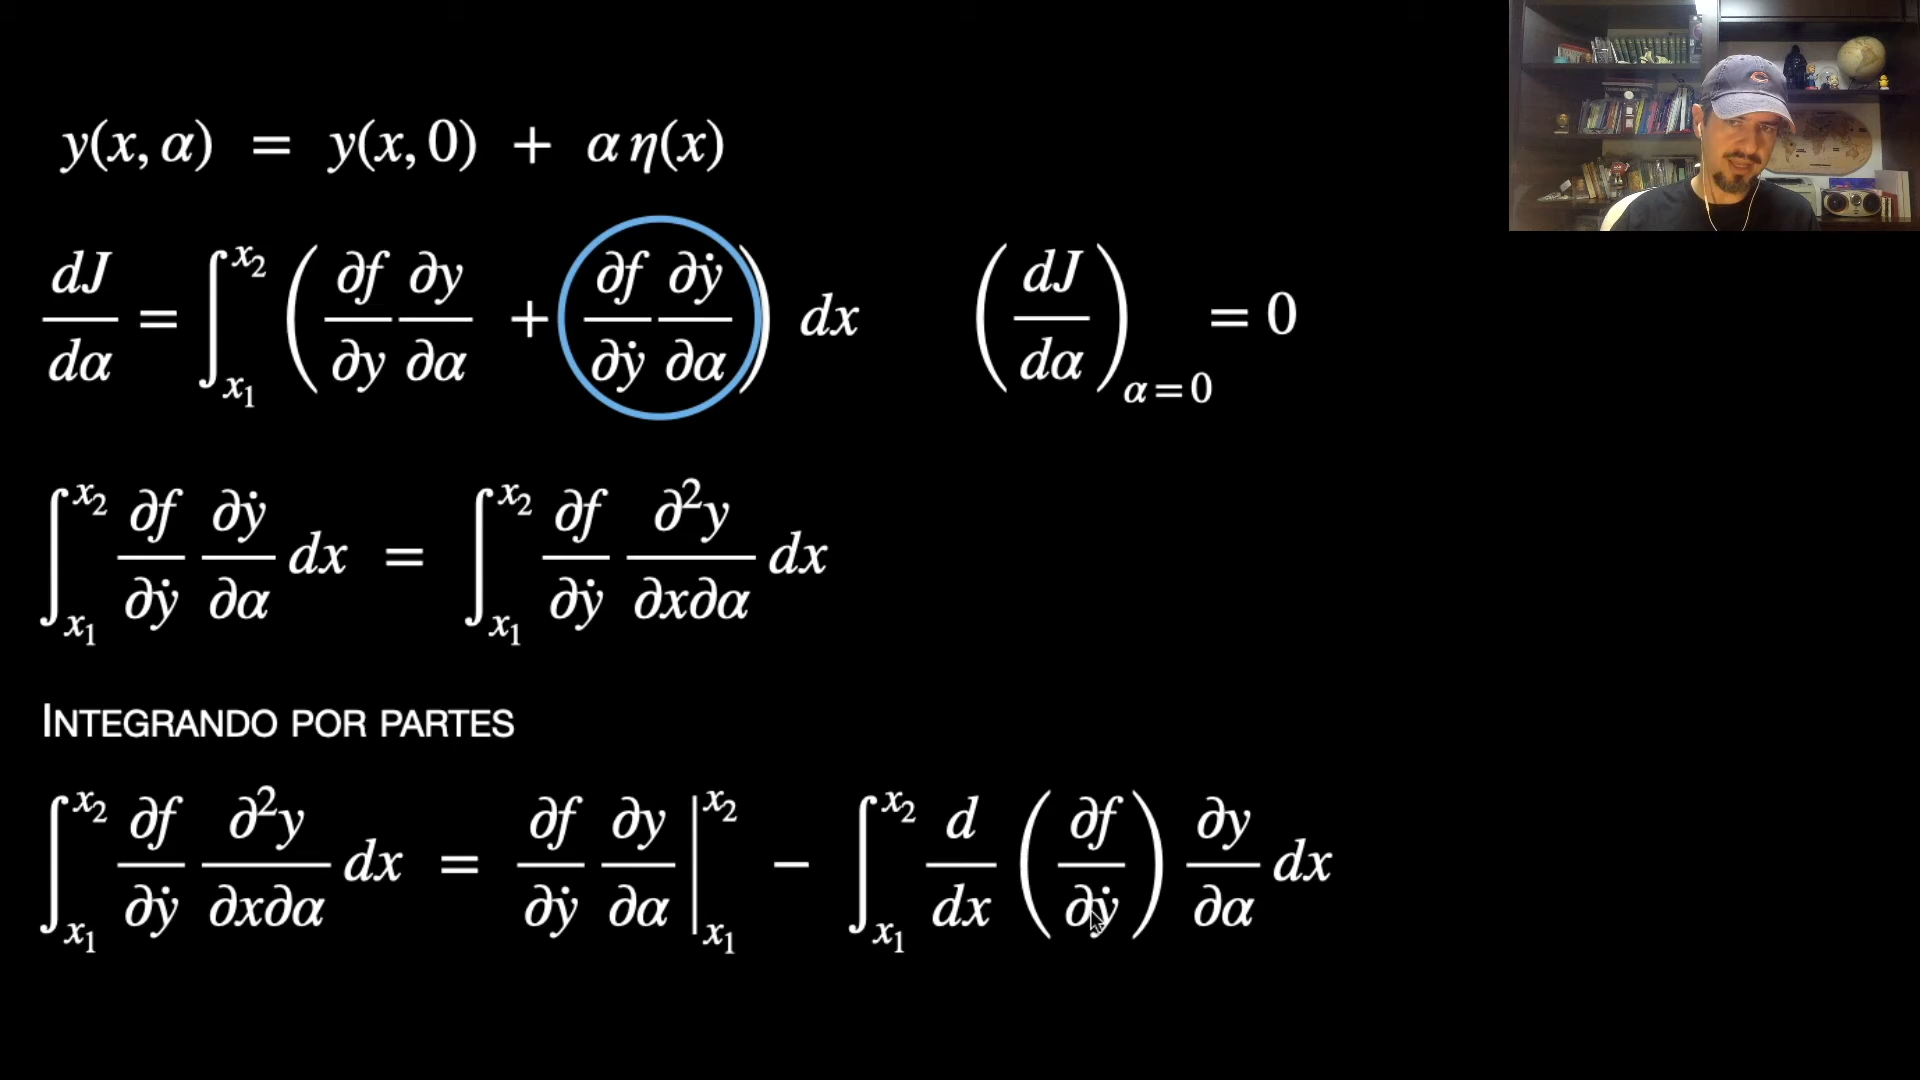 y(x, α) = y(x, 0) + α η(x)
dJ/dα = ∫_{x₁}^{x₂} ( ∂f/∂y ∂y/∂α + ∂f/∂ẏ ∂ẏ/∂α ) dx    ( dJ/dα )_{α=0} = 0
∫_{x₁}^{x₂} ∂f/∂ẏ ∂ẏ/∂α dx = ∫_{x₁}^{x₂} ∂f/∂ẏ ∂²y/∂x∂α dx
INTEGRANDO POR PARTES
∫_{x₁}^{x₂} ∂f/∂ẏ ∂²y/∂x∂α dx = ∂f/∂ẏ ∂y/∂α |_{x₁}^{x₂} − ∫_{x₁}^{x₂} d/dx ( ∂f/∂ẏ ) ∂y/∂α dx